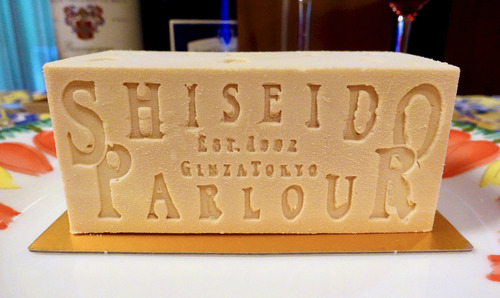 SHISEIDO
Est. 1902
GINZA TOKYO
PARLOUR